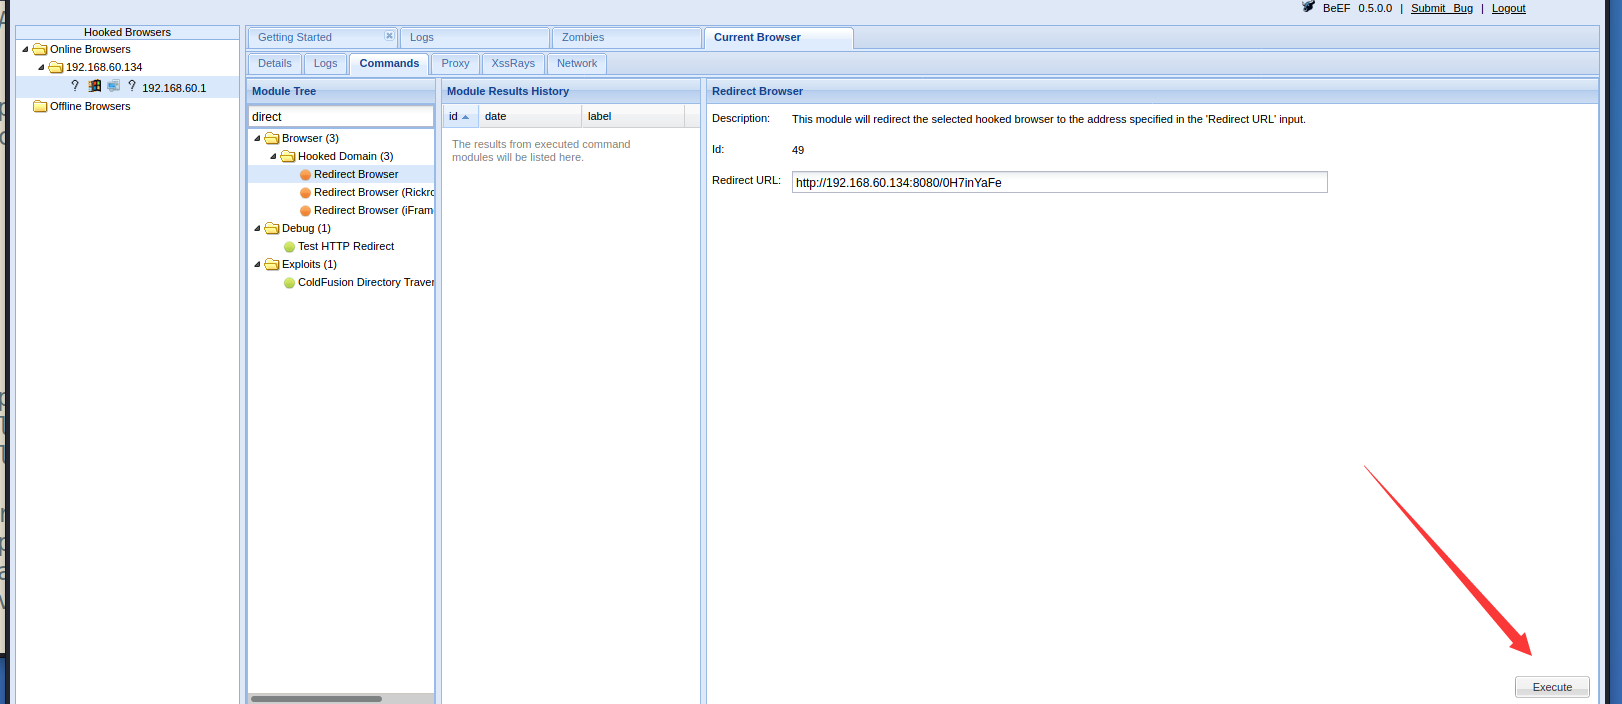 BeEF 0.5.0.0 | Submit Bug | Logout
Hooked Browsers
Online Browsers
192.168.60.134
? ? 192.168.60.1
Offline Browsers
Getting Started
Logs
Zombies
Current Browser
Details
Logs
Commands
Proxy
XssRays
Network
Module Tree
direct
Browser (3)
Hooked Domain (3)
Redirect Browser
Redirect Browser (Rickro
Redirect Browser (iFram
Debug (1)
Test HTTP Redirect
Exploits (1)
ColdFusion Directory Traver
Module Results History
id date label
The results from executed command
modules will be listed here.
Redirect Browser
Description: This module will redirect the selected hooked browser to the address specified in the 'Redirect URL' input.
Id: 49
Redirect URL: http://192.168.60.134:8080/0H7inYaFe
Execute